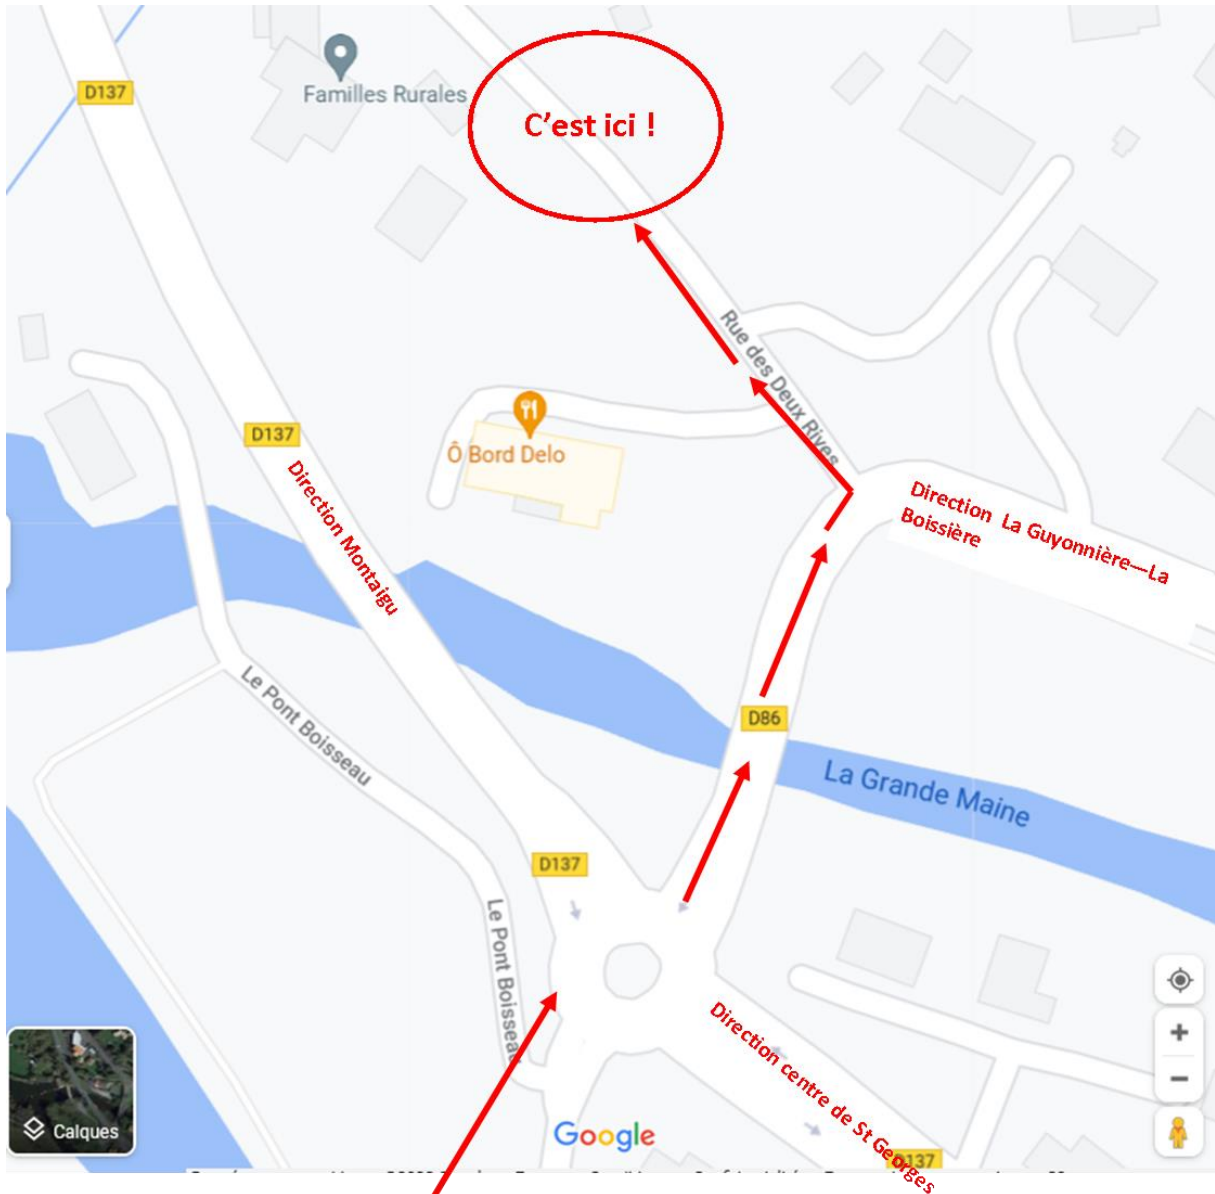 D137
Familles Rurales
C'est ici !
Rue des Deux Rives
D137
Ô Bord Delo
Direction Montaigu
Direction La Guyonnière—La
Boissière
Le Pont Boisseau
D86
La Grande Maine
D137
Le Pont Boisseau
Direction centre de St Georges
Calques
Google
D137